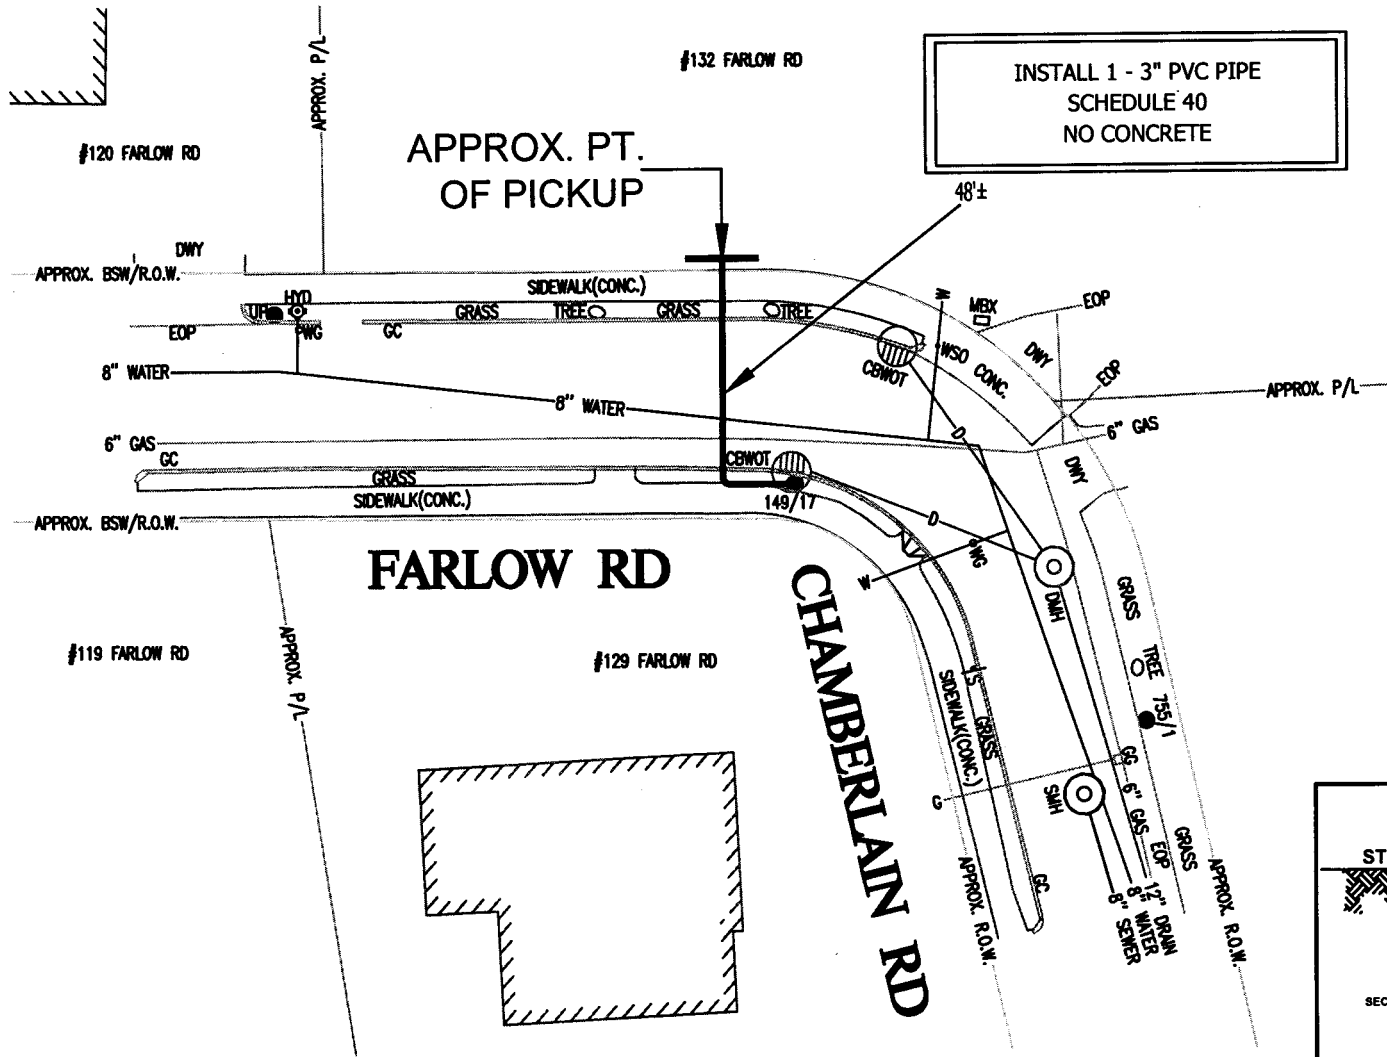 #132 FARLOW RD
INSTALL 1 - 3" PVC PIPE
SCHEDULE 40
NO CONCRETE
APPROX. P/L
#120 FARLOW RD
APPROX. PT.
OF PICKUP
48'±
DWY
APPROX. BSW/R.O.W.
SIDEWALK(CONC.)
HYD
UP
GRASS
TREE
GRASS
TREE
EOP
WG
GC
W
MBX
EOP
WSO
CONC.
DWY
CBWOT
EOP
8" WATER
8" WATER
APPROX. P/L
6" GAS
D
6" GAS
GC
CBWOT
DWY
GRASS
SIDEWALK(CONC.)
149/17
APPROX. BSW/R.O.W.
D
WG
W
FARLOW RD
CHAMBERLAIN RD
DMH
GRASS
TREE
755/1
#119 FARLOW RD
APPROX. P/L
#129 FARLOW RD
SIDEWALK(CONC.)
GRASS
GG
G
SMH
6" GAS
EOP
GRASS
APPROX. R.O.W.
GC
APPROX. R.O.W.
12" DRAIN
8" WATER
8" SEWER
ST
SEC